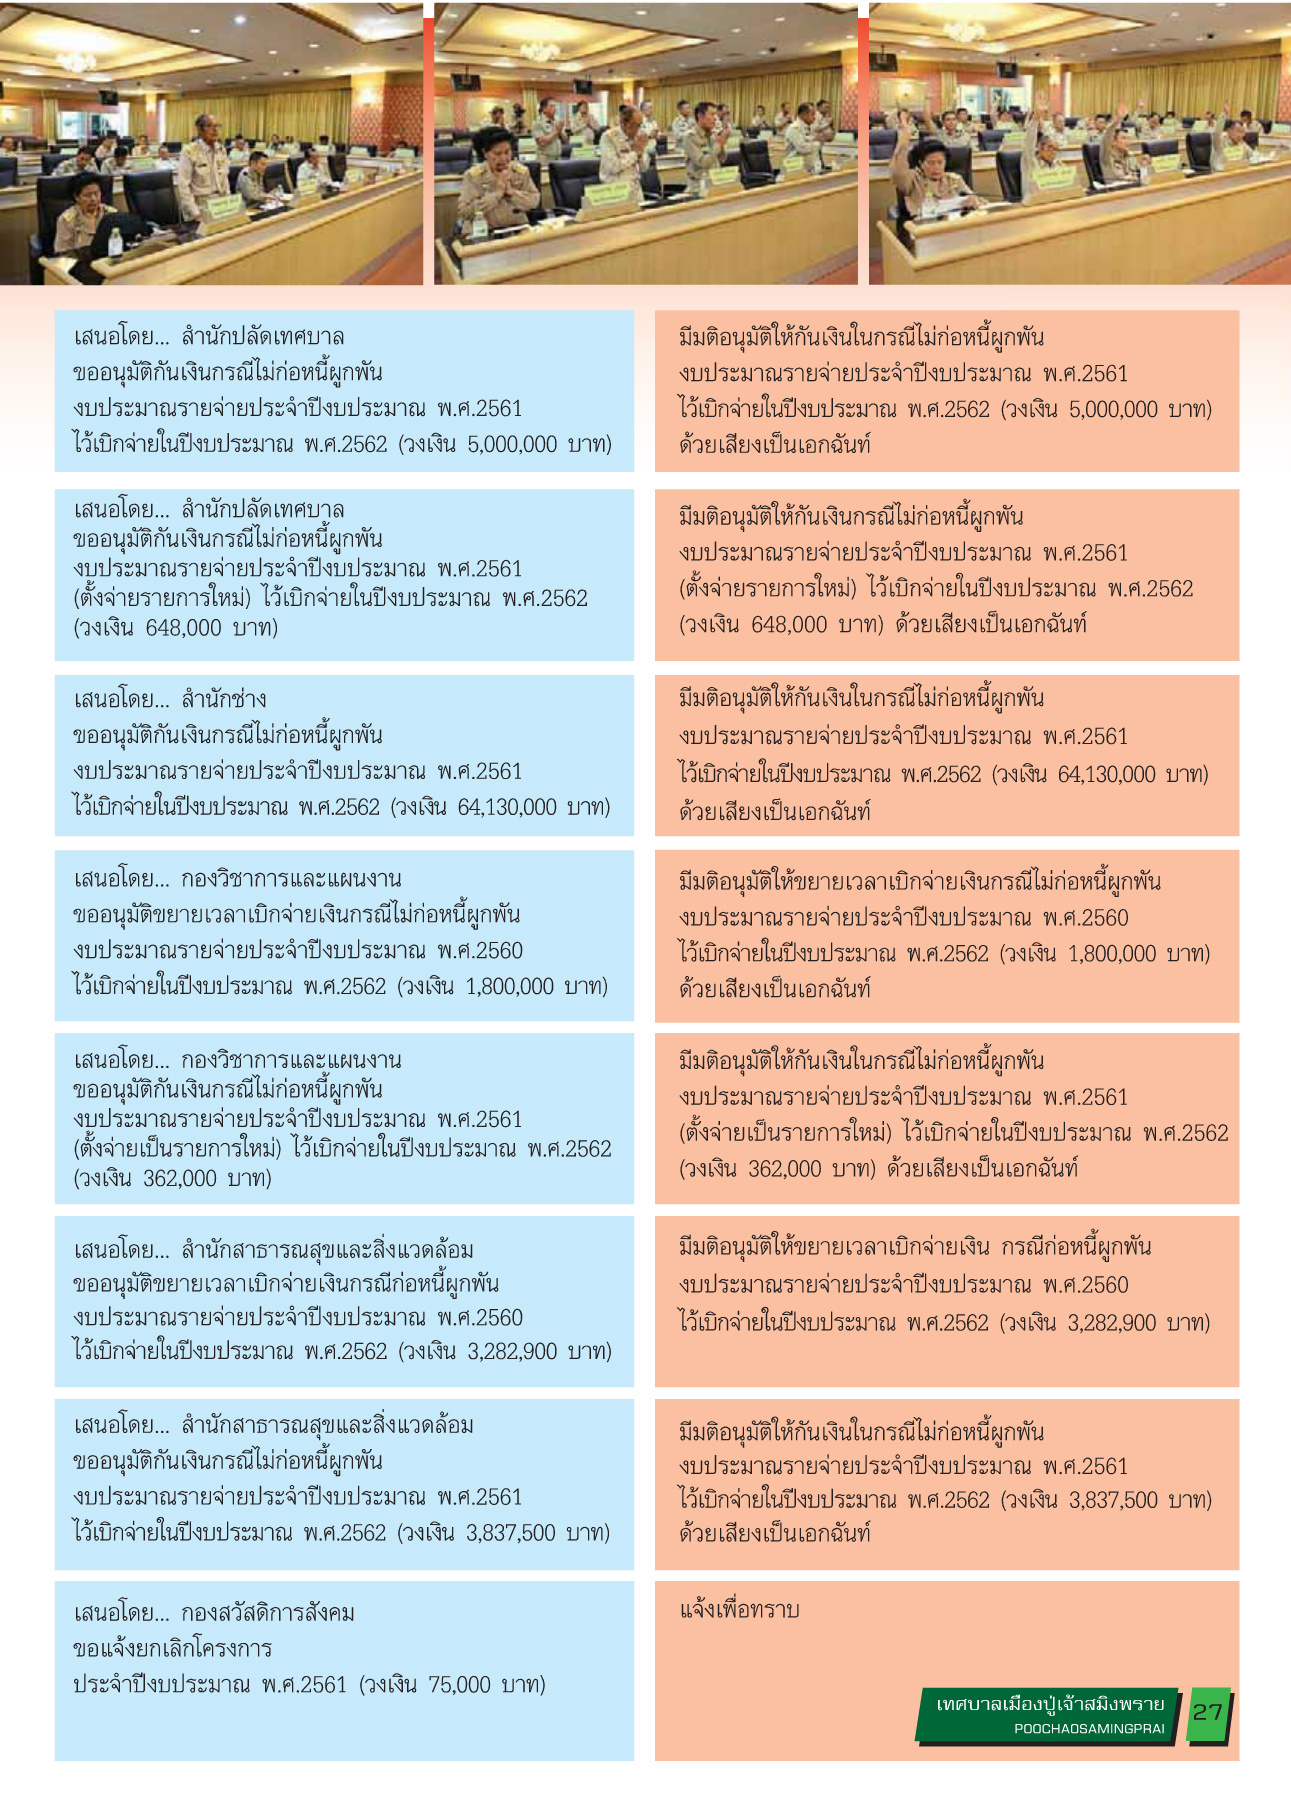 เสนอโดย... สำนักปลัดเทศบาล
ขออนุมัติกันเงินกรณีไม่ก่อหนี้ผูกพัน
งบประมาณรายจ่ายประจำปีงบประมาณ พ.ศ.2561
ไว้เบิกจ่ายในปีงบประมาณ พ.ศ.2562 (วงเงิน 5,000,000 บาท)
มีมติอนุมัติให้กันเงินในกรณีไม่ก่อหนี้ผูกพัน
งบประมาณรายจ่ายประจำปีงบประมาณ พ.ศ.2561
ไว้เบิกจ่ายในปีงบประมาณ พ.ศ.2562 (วงเงิน 5,000,000 บาท)
ด้วยเสียงเป็นเอกฉันท์
เสนอโดย... สำนักปลัดเทศบาล
ขออนุมัติกันเงินกรณีไม่ก่อหนี้ผูกพัน
งบประมาณรายจ่ายประจำปีงบประมาณ พ.ศ.2561
(ตั้งจ่ายรายการใหม่) ไว้เบิกจ่ายในปีงบประมาณ พ.ศ.2562
(วงเงิน 648,000 บาท)
มีมติอนุมัติให้กันเงินกรณีไม่ก่อหนี้ผูกพัน
งบประมาณรายจ่ายประจำปีงบประมาณ พ.ศ.2561
(ตั้งจ่ายรายการใหม่) ไว้เบิกจ่ายในปีงบประมาณ พ.ศ.2562
(วงเงิน 648,000 บาท) ด้วยเสียงเป็นเอกฉันท์
เสนอโดย... สำนักช่าง
ขออนุมัติกันเงินกรณีไม่ก่อหนี้ผูกพัน
งบประมาณรายจ่ายประจำปีงบประมาณ พ.ศ.2561
ไว้เบิกจ่ายในปีงบประมาณ พ.ศ.2562 (วงเงิน 64,130,000 บาท)
มีมติอนุมัติให้กันเงินในกรณีไม่ก่อหนี้ผูกพัน
งบประมาณรายจ่ายประจำปีงบประมาณ พ.ศ.2561
ไว้เบิกจ่ายในปีงบประมาณ พ.ศ.2562 (วงเงิน 64,130,000 บาท)
ด้วยเสียงเป็นเอกฉันท์
เสนอโดย... กองวิชาการและแผนงาน
ขออนุมัติขยายเวลาเบิกจ่ายเงินกรณีไม่ก่อหนี้ผูกพัน
งบประมาณรายจ่ายประจำปีงบประมาณ พ.ศ.2560
ไว้เบิกจ่ายในปีงบประมาณ พ.ศ.2562 (วงเงิน 1,800,000 บาท)
มีมติอนุมัติให้ขยายเวลาเบิกจ่ายเงินกรณีไม่ก่อหนี้ผูกพัน
งบประมาณรายจ่ายประจำปีงบประมาณ พ.ศ.2560
ไว้เบิกจ่ายในปีงบประมาณ พ.ศ.2562 (วงเงิน 1,800,000 บาท)
ด้วยเสียงเป็นเอกฉันท์
เสนอโดย... กองวิชาการและแผนงาน
ขออนุมัติกันเงินกรณีไม่ก่อหนี้ผูกพัน
งบประมาณรายจ่ายประจำปีงบประมาณ พ.ศ.2561
(ตั้งจ่ายเป็นรายการใหม่) ไว้เบิกจ่ายในปีงบประมาณ พ.ศ.2562
(วงเงิน 362,000 บาท)
มีมติอนุมัติให้กันเงินในกรณีไม่ก่อหนี้ผูกพัน
งบประมาณรายจ่ายประจำปีงบประมาณ พ.ศ.2561
(ตั้งจ่ายเป็นรายการใหม่) ไว้เบิกจ่ายในปีงบประมาณ พ.ศ.2562
(วงเงิน 362,000 บาท) ด้วยเสียงเป็นเอกฉันท์
เสนอโดย... สำนักสาธารณสุขและสิ่งแวดล้อม
ขออนุมัติขยายเวลาเบิกจ่ายเงินกรณีก่อหนี้ผูกพัน
งบประมาณรายจ่ายประจำปีงบประมาณ พ.ศ.2560
ไว้เบิกจ่ายในปีงบประมาณ พ.ศ.2562 (วงเงิน 3,282,900 บาท)
มีมติอนุมัติให้ขยายเวลาเบิกจ่ายเงิน กรณีก่อหนี้ผูกพัน
งบประมาณรายจ่ายประจำปีงบประมาณ พ.ศ.2560
ไว้เบิกจ่ายในปีงบประมาณ พ.ศ.2562 (วงเงิน 3,282,900 บาท)
เสนอโดย... สำนักสาธารณสุขและสิ่งแวดล้อม
ขออนุมัติกันเงินกรณีไม่ก่อหนี้ผูกพัน
งบประมาณรายจ่ายประจำปีงบประมาณ พ.ศ.2561
ไว้เบิกจ่ายในปีงบประมาณ พ.ศ.2562 (วงเงิน 3,837,500 บาท)
มีมติอนุมัติให้กันเงินในกรณีไม่ก่อหนี้ผูกพัน
งบประมาณรายจ่ายประจำปีงบประมาณ พ.ศ.2561
ไว้เบิกจ่ายในปีงบประมาณ พ.ศ.2562 (วงเงิน 3,837,500 บาท)
ด้วยเสียงเป็นเอกฉันท์
เสนอโดย... กองสวัสดิการสังคม
ขอแจ้งยกเลิกโครงการ
ประจำปีงบประมาณ พ.ศ.2561 (วงเงิน 75,000 บาท)
แจ้งเพื่อทราบ
เทศบาลเมืองปู่เจ้าสมิงพราย
POOCHAOSAMINGPRAI
27